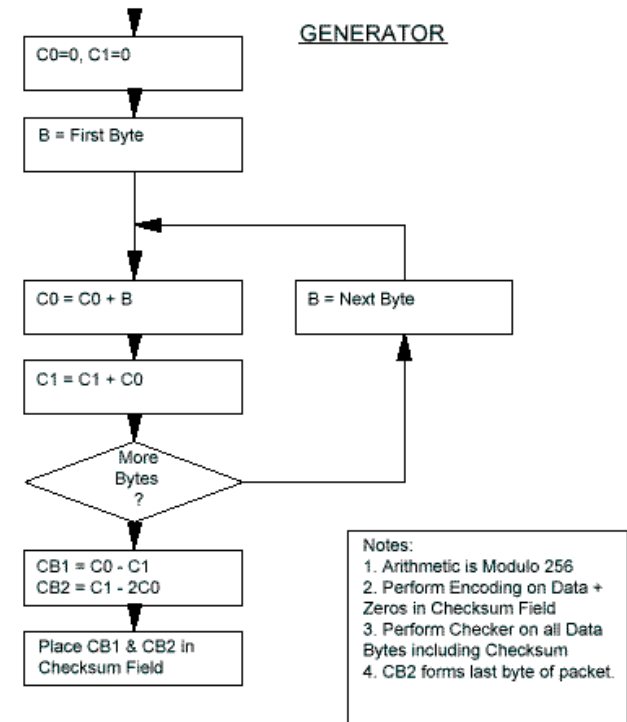 GENERATOR
C0=0, C1=0
B = First Byte
C0 = C0 + B
B = Next Byte
C1 = C1 + C0
More
Bytes
?
CB1 = C0 - C1
CB2 = C1 - 2C0
Place CB1 & CB2 in
Checksum Field
Notes:
1. Arithmetic is Modulo 256
2. Perform Encoding on Data +
Zeros in Checksum Field
3. Perform Checker on all Data
Bytes including Checksum
4. CB2 forms last byte of packet.